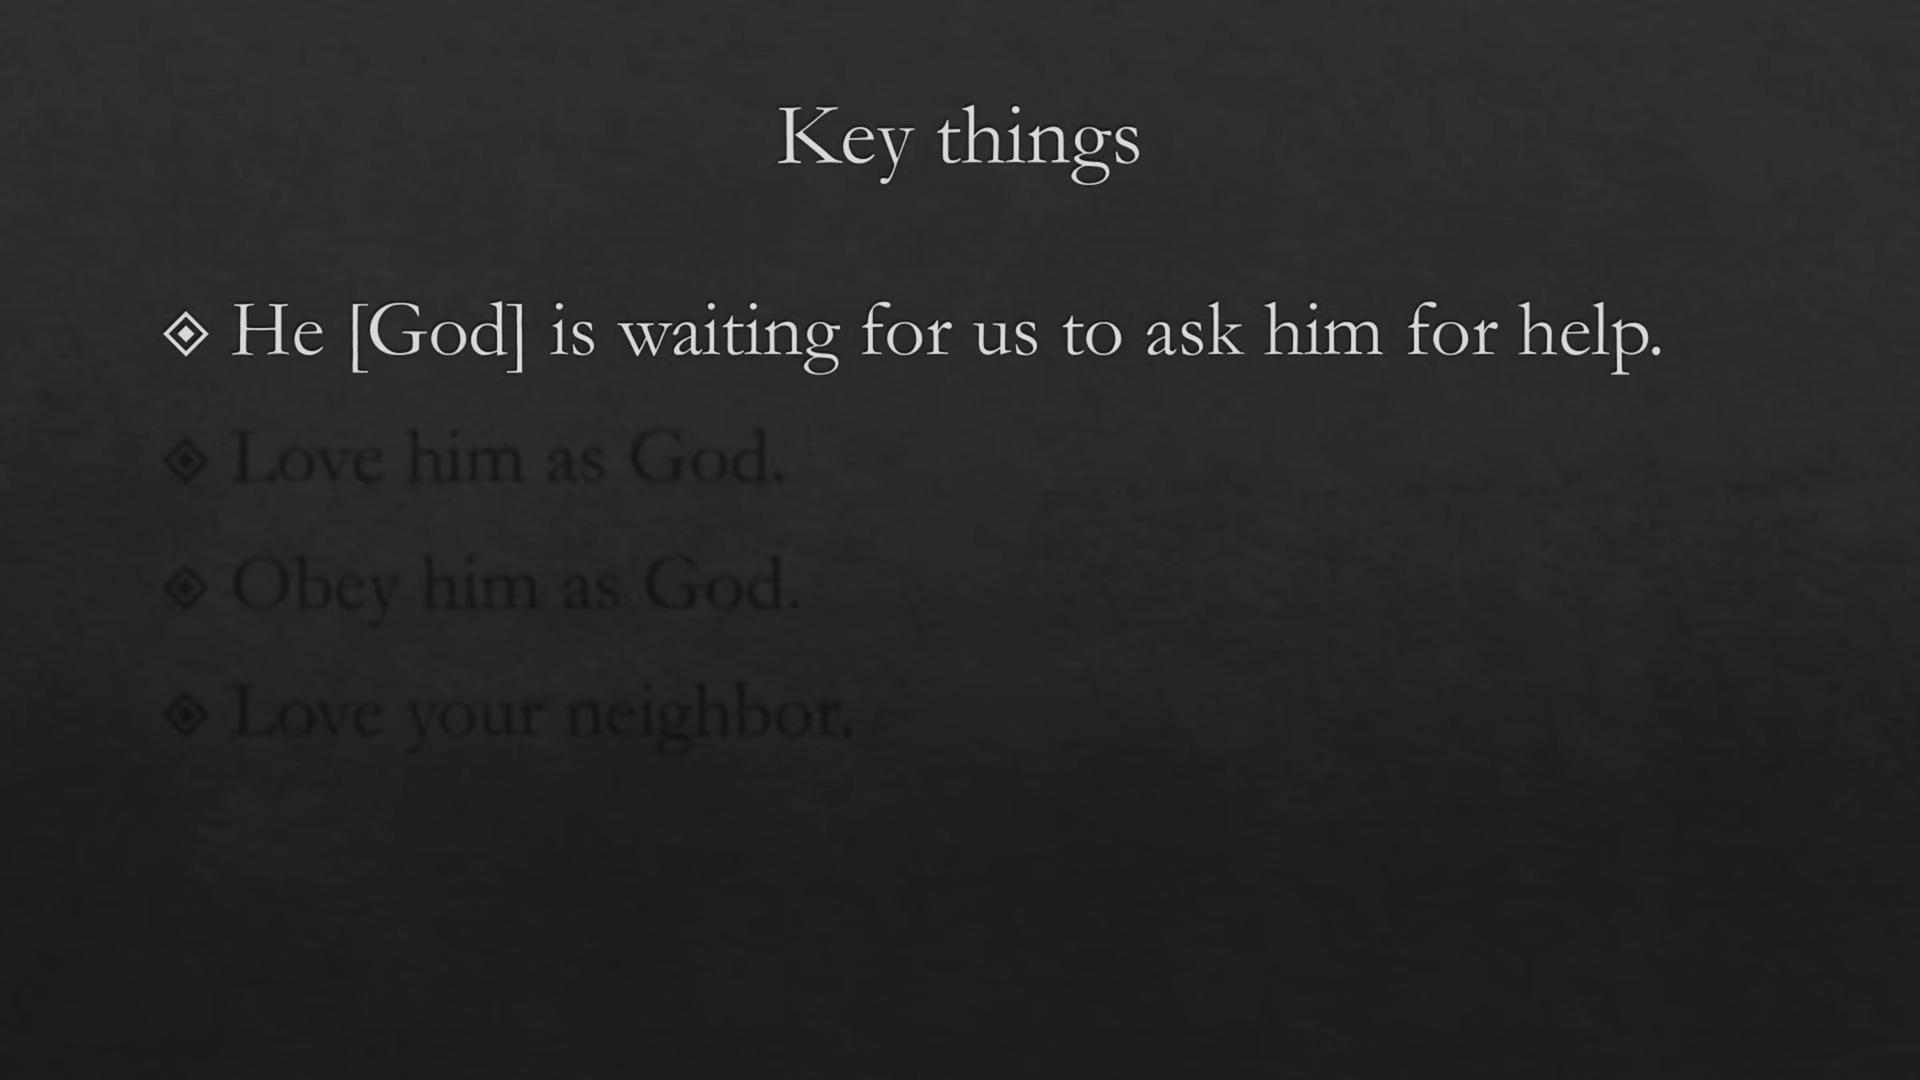 Key things
He [God] is waiting for us to ask him for help.
Love him as God.
Obey him as God.
Love your neighbor.